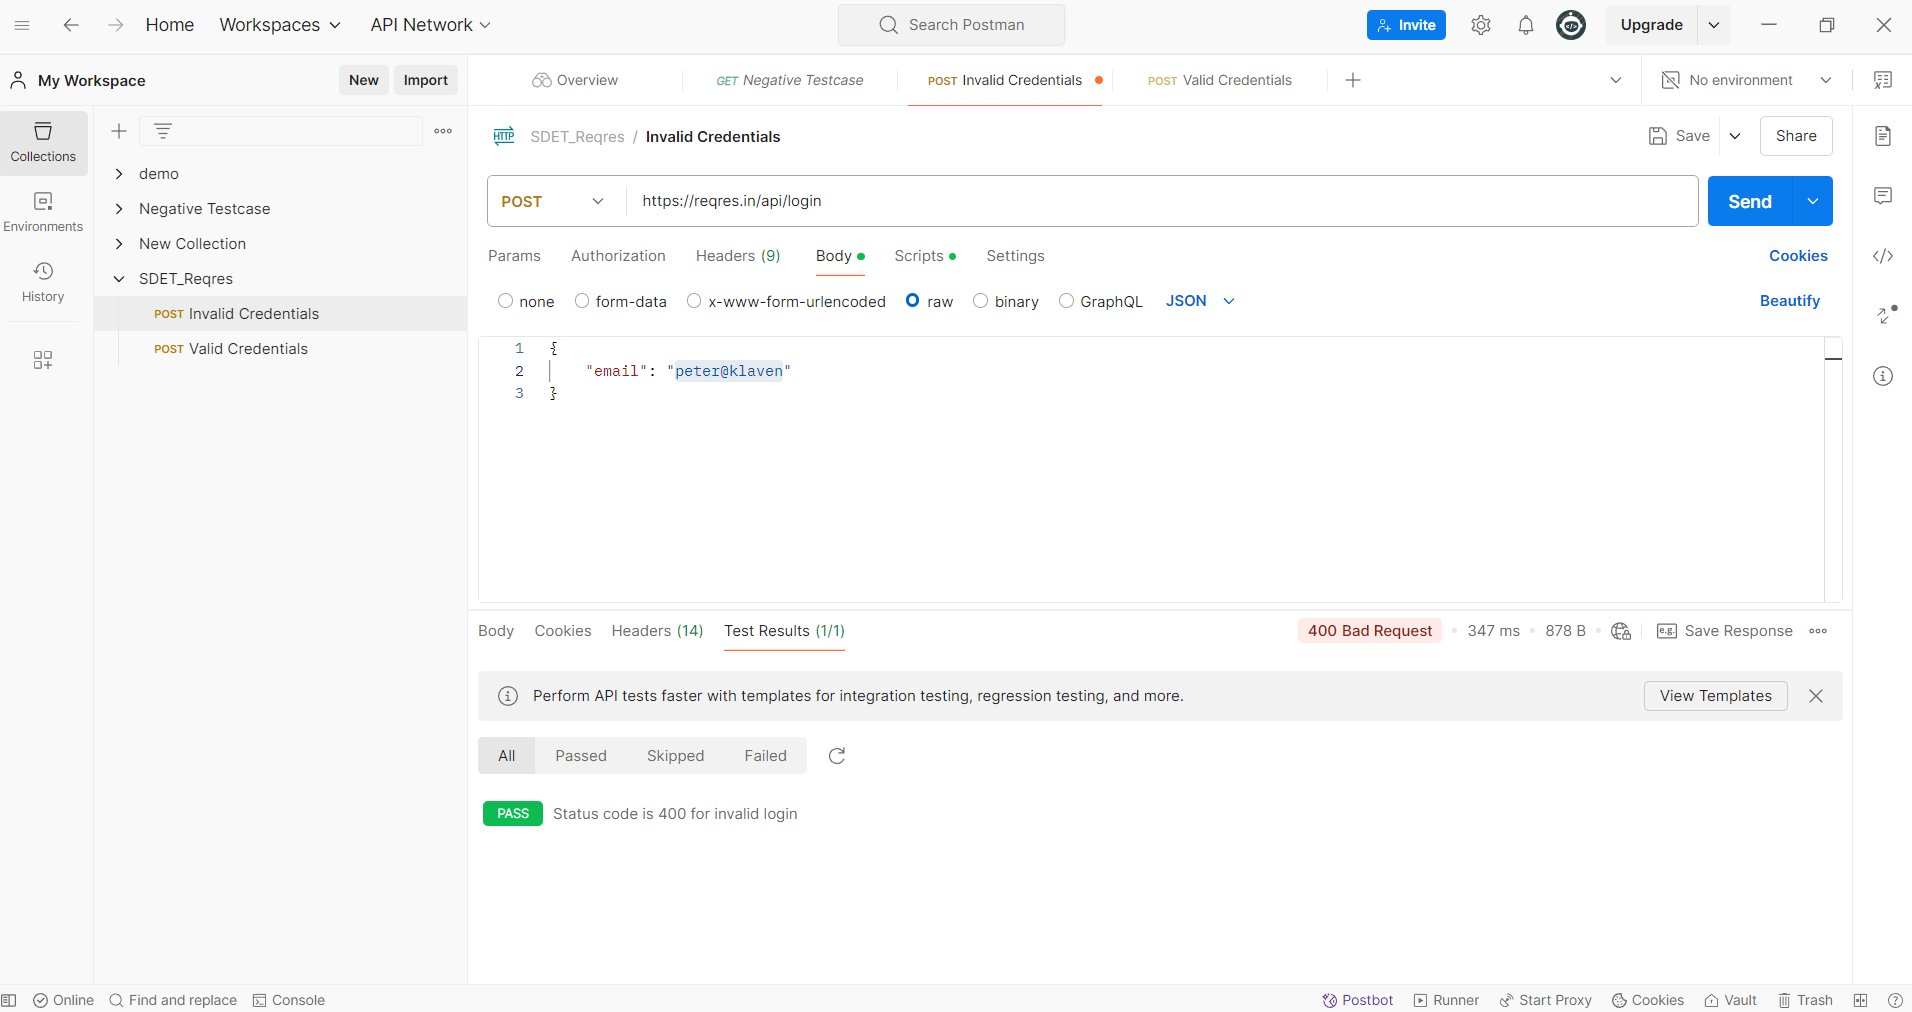 Home Workspaces API Network Search Postman Invite Upgrade
My Workspace New Import Overview GET Negative Testcase POST Invalid Credentials POST Valid Credentials No environment
Collections
Environments
History
demo
Negative Testcase
New Collection
SDET_Reqres
POST Invalid Credentials
POST Valid Credentials
HTTP SDET_Reqres / Invalid Credentials Save Share
POST https://reqres.in/api/login Send
Params Authorization Headers (9) Body Scripts Settings Cookies
none form-data x-www-form-urlencoded raw binary GraphQL JSON Beautify
1 {
2 "email": "peter@klaven"
3 }
Body Cookies Headers (14) Test Results (1/1) 400 Bad Request 347 ms 878 B e.g. Save Response
Perform API tests faster with templates for integration testing, regression testing, and more. View Templates
All Passed Skipped Failed
PASS Status code is 400 for invalid login
Online Find and replace Console Postbot Runner Start Proxy Cookies Vault Trash